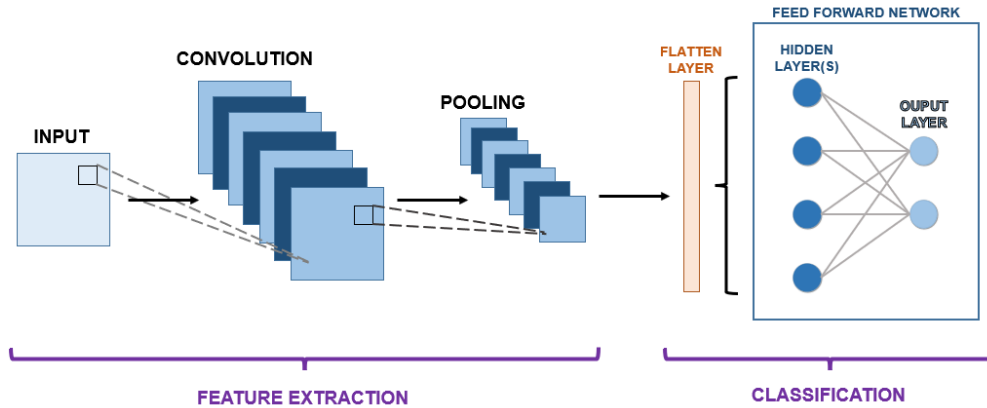 FEED FORWARD NETWORK
CONVOLUTION
FLATTEN
LAYER
HIDDEN
LAYER(S)
POOLING
OUPUT
LAYER
INPUT
FEATURE EXTRACTION
CLASSIFICATION